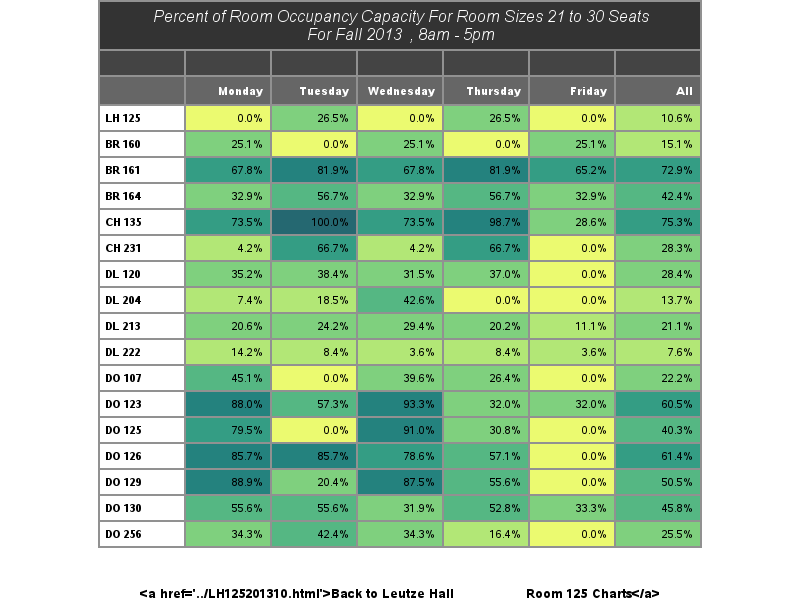 Percent of Room Occupancy Capacity For Room Sizes 21 to 30 Seats
For Fall 2013 , 8am - 5pm
Monday Tuesday Wednesday Thursday Friday All
LH 125 0.0% 26.5% 0.0% 26.5% 0.0% 10.6%
BR 160 25.1% 0.0% 25.1% 0.0% 25.1% 15.1%
BR 161 67.8% 81.9% 67.8% 81.9% 65.2% 72.9%
BR 164 32.9% 56.7% 32.9% 56.7% 32.9% 42.4%
CH 135 73.5% 100.0% 73.5% 98.7% 28.6% 75.3%
CH 231 4.2% 66.7% 4.2% 66.7% 0.0% 28.3%
DL 120 35.2% 38.4% 31.5% 37.0% 0.0% 28.4%
DL 204 7.4% 18.5% 42.6% 0.0% 0.0% 13.7%
DL 213 20.6% 24.2% 29.4% 20.2% 11.1% 21.1%
DL 222 14.2% 8.4% 3.6% 8.4% 3.6% 7.6%
DO 107 45.1% 0.0% 39.6% 26.4% 0.0% 22.2%
DO 123 88.0% 57.3% 93.3% 32.0% 32.0% 60.5%
DO 125 79.5% 0.0% 91.0% 30.8% 0.0% 40.3%
DO 126 85.7% 85.7% 78.6% 57.1% 0.0% 61.4%
DO 129 88.9% 20.4% 87.5% 55.6% 0.0% 50.5%
DO 130 55.6% 55.6% 31.9% 52.8% 33.3% 45.8%
DO 256 34.3% 42.4% 34.3% 16.4% 0.0% 25.5%
<a href='../LH125201310.html'>Back to Leutze Hall Room 125 Charts</a>